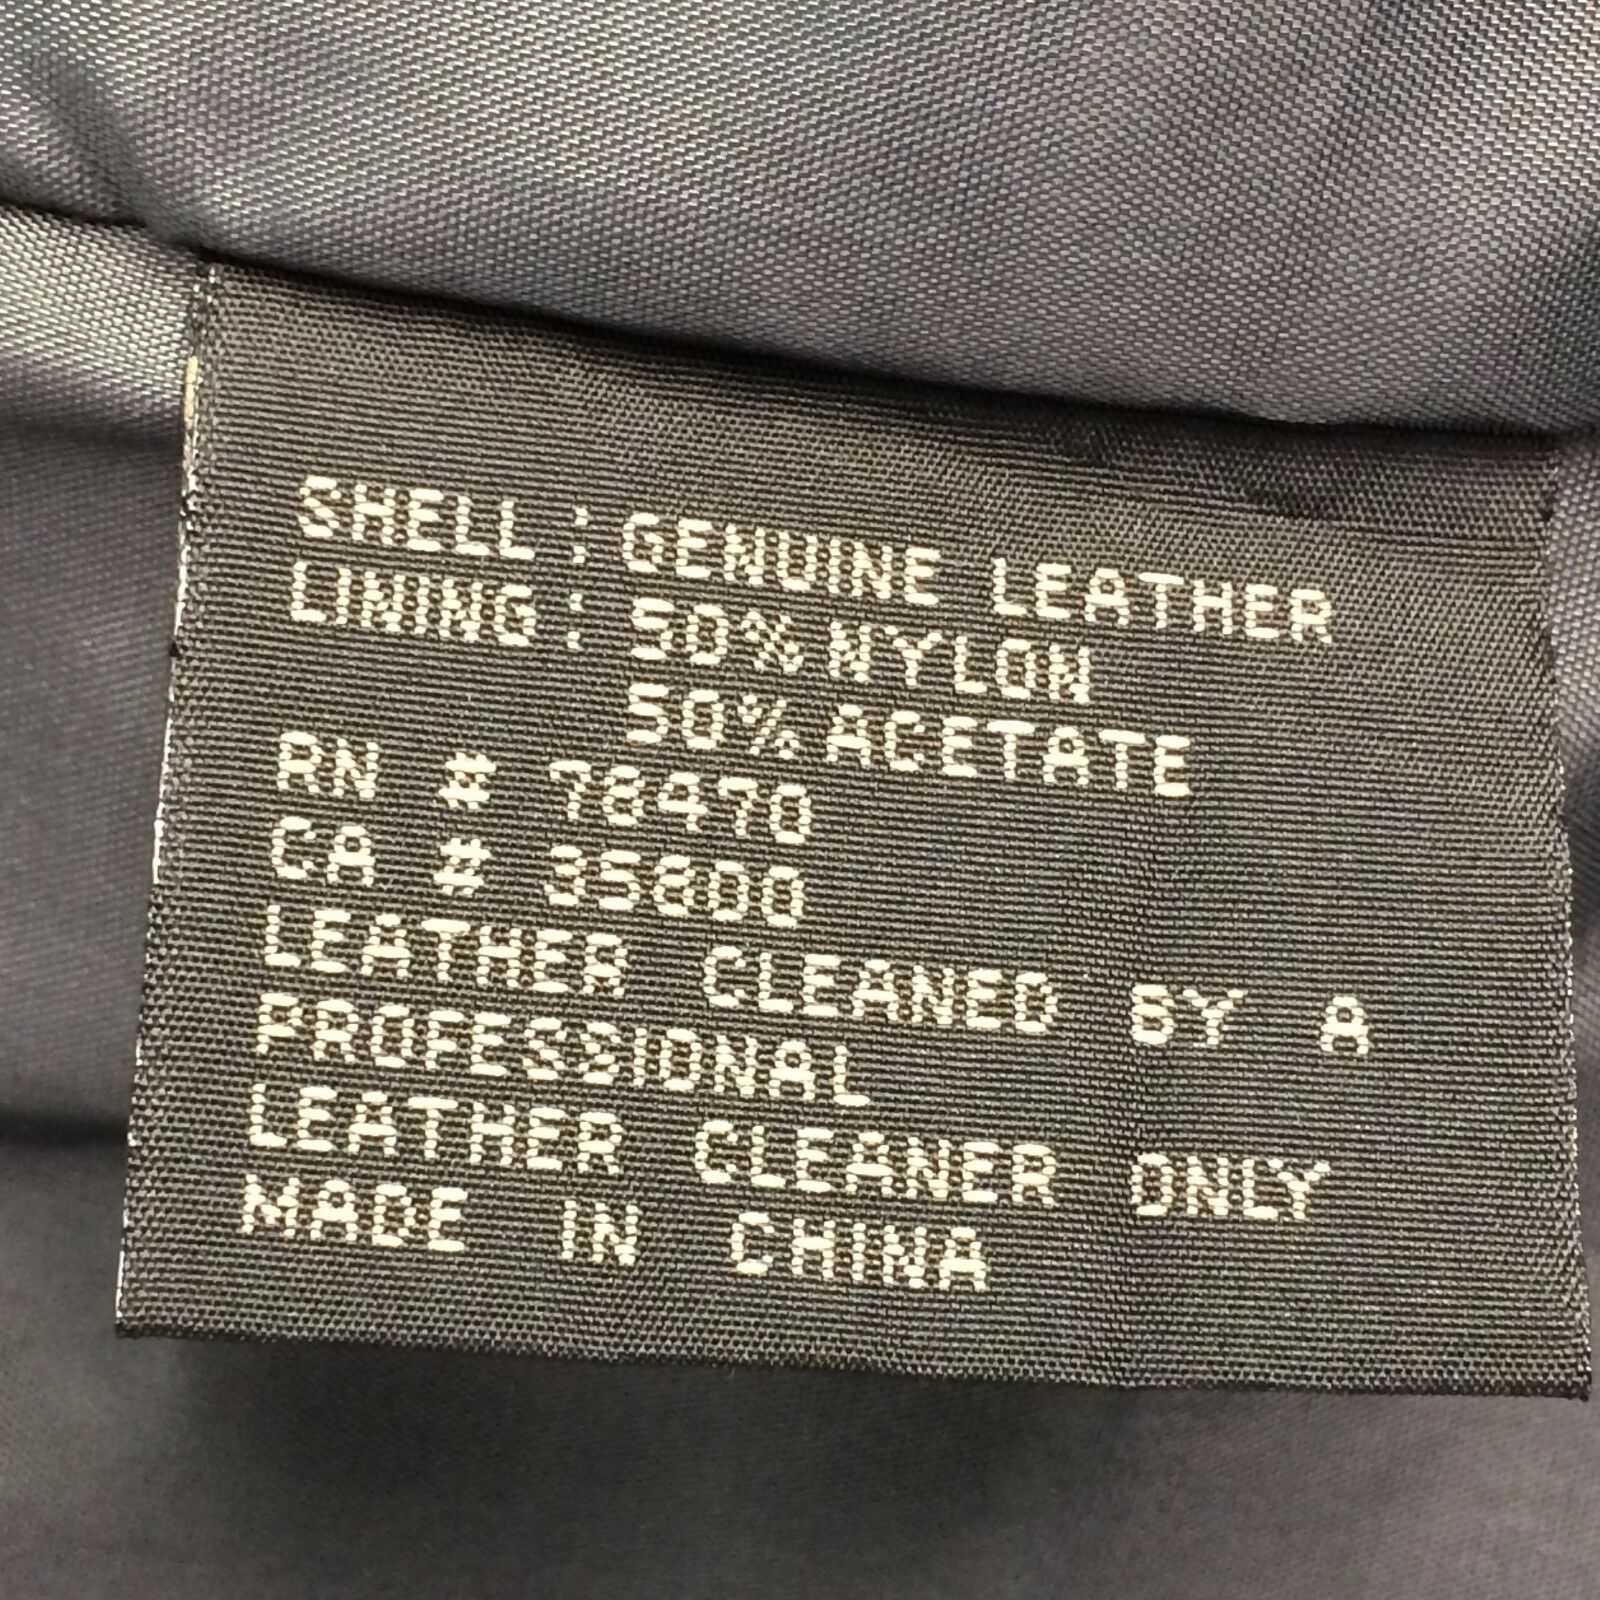 SHELL : GENUINE LEATHER
LINING : 50% NYLON
50% ACETATE
RN # 78470
CA # 35800
LEATHER CLEANED BY A
PROFESSIONAL
LEATHER CLEANER ONLY
MADE IN CHINA